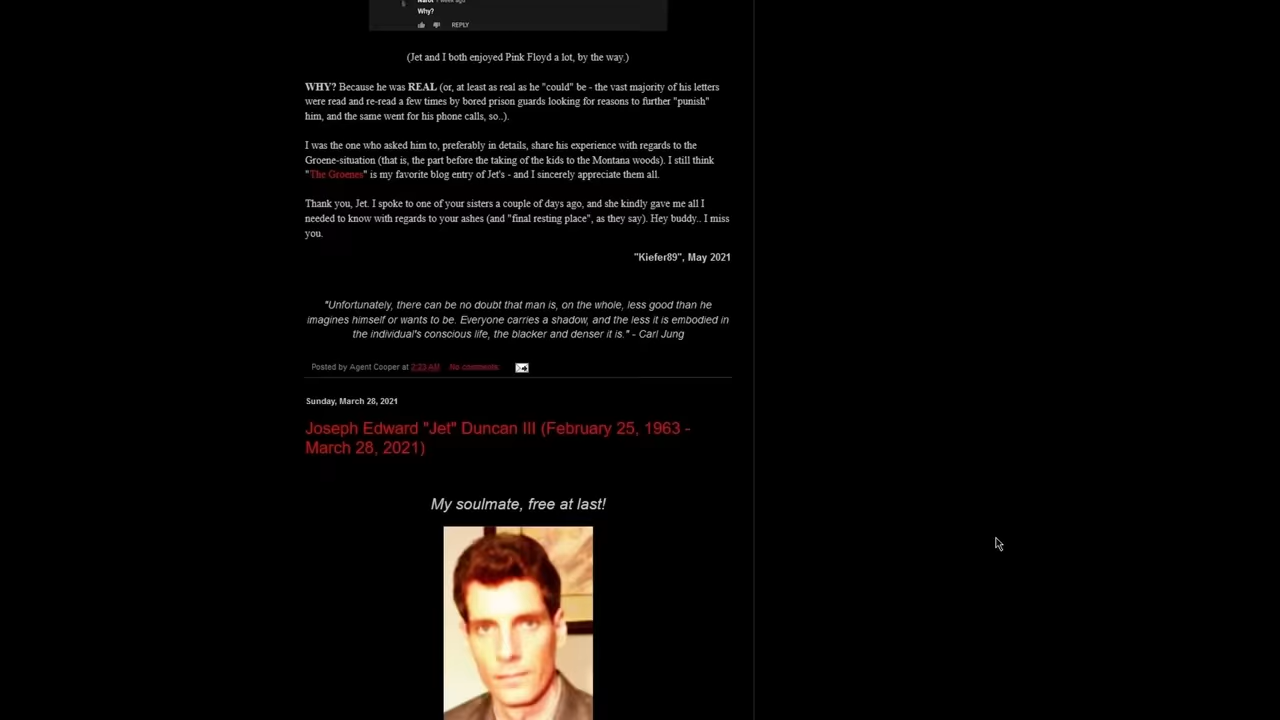 Why?
REPLY
(Jet and I both enjoyed Pink Floyd a lot, by the way.)
WHY? Because he was REAL (or, at least as real as he "could" be - the vast majority of his letters
were read and re-read a few times by bored prison guards looking for reasons to further "punish"
him, and the same went for his phone calls, so..).
I was the one who asked him to, preferably in details, share his experience with regards to the
Groene-situation (that is, the part before the taking of the kids to the Montana woods). I still think
"The Groenes" is my favorite blog entry of Jet's - and I sincerely appreciate them all.
Thank you, Jet. I spoke to one of your sisters a couple of days ago, and she kindly gave me all I
needed to know with regards to your ashes (and "final resting place", as they say). Hey buddy.. I miss
you.
"Kiefer89", May 2021
"Unfortunately, there can be no doubt that man is, on the whole, less good than he
imagines himself or wants to be. Everyone carries a shadow, and the less it is embodied in
the individual's conscious life, the blacker and denser it is." - Carl Jung
Posted by Agent Cooper at 2:23 AM No comments:
Sunday, March 28, 2021
Joseph Edward "Jet" Duncan III (February 25, 1963 -
March 28, 2021)
My soulmate, free at last!